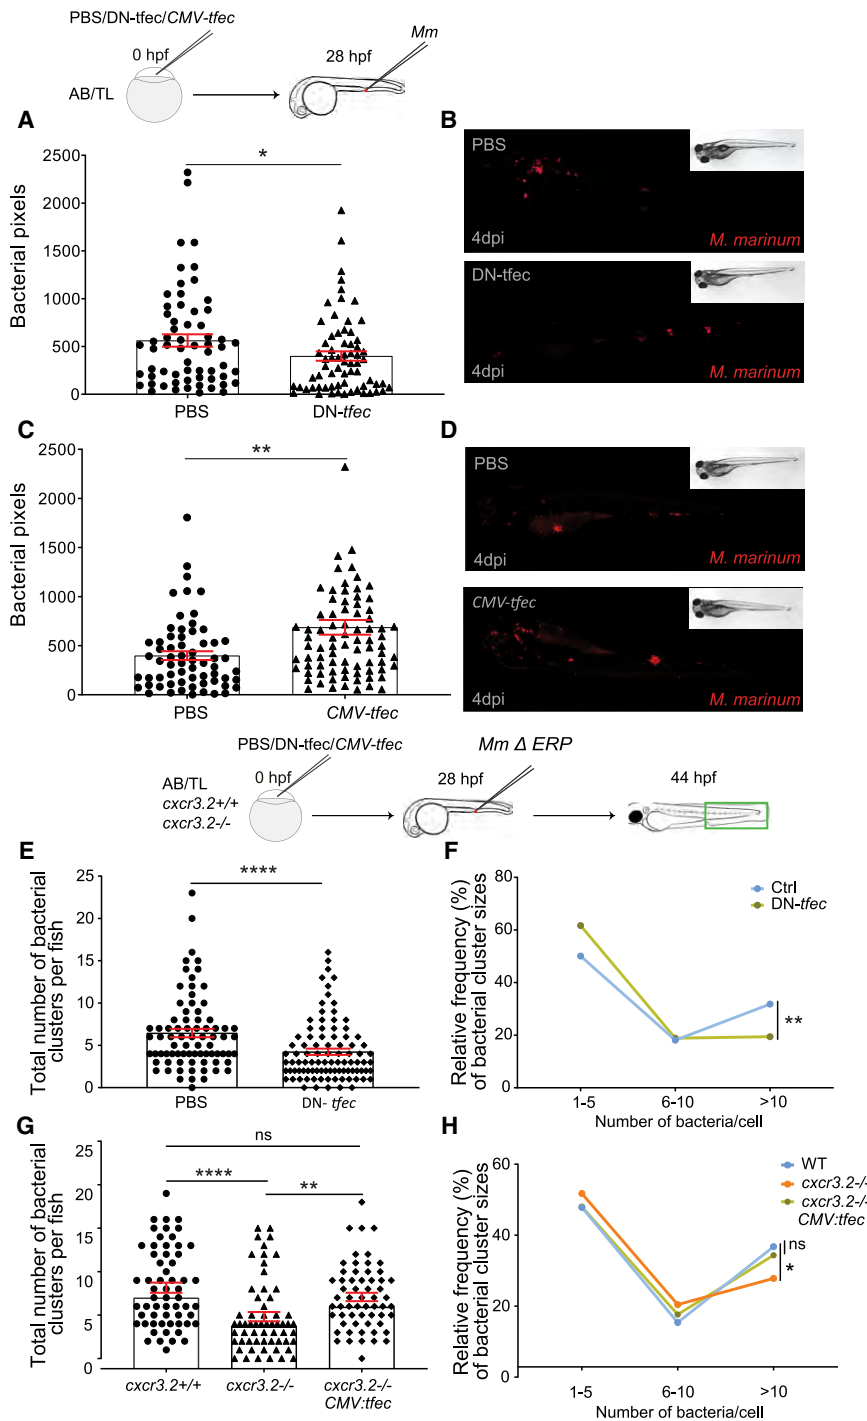 PBS/DN-tfec/CMV-tfec
Mm
0 hpf
28 hpf
AB/TL
A
Bacterial pixels
2500
2000
1500
1000
500
0
*
PBS
DN-tfec
B
PBS
4dpi
M. marinum
DN-tfec
4dpi
M. marinum
C
Bacterial pixels
2500
2000
1500
1000
500
0
**
PBS
CMV-tfec
D
PBS
4dpi
M. marinum
CMV-tfec
4dpi
M. marinum
PBS/DN-tfec/CMV-tfec
Mm Δ ERP
0 hpf
28 hpf
44 hpf
AB/TL
cxcr3.2+/+
cxcr3.2-/-
E
Total number of bacterial
clusters per fish
25
20
15
10
5
0
****
PBS
DN- tfec
F
Relative frequency (%)
of bacterial cluster sizes
80
60
40
20
0
Ctrl
DN-tfec
**
1-5
6-10
>10
Number of bacteria/cell
G
Total number of bacterial
clusters per fish
25
20
15
10
5
0
ns
****
**
cxcr3.2+/+
cxcr3.2-/-
cxcr3.2-/-
CMV:tfec
H
Relative frequency (%)
of bacterial cluster sizes
60
40
20
0
WT
cxcr3.2-/-
cxcr3.2-/-
CMV:tfec
ns
*
1-5
6-10
>10
Number of bacteria/cell